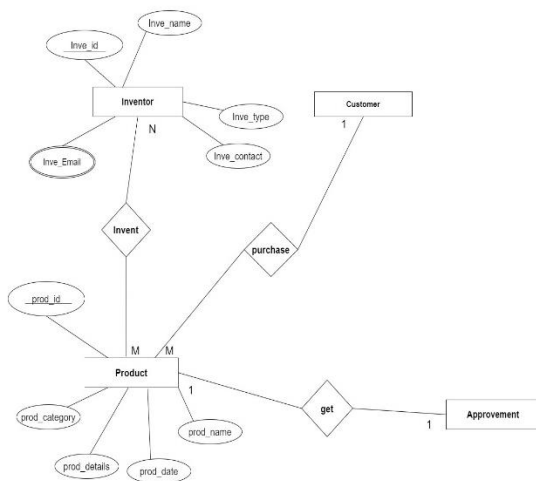 Inve_name
Inve_id
Inventor
Customer
Inve_type
N
1
Inve_Email
Inve_contact
Invent
purchase
prod_id
M
M
Product
1
prod_category
get
prod_name
1
Approvement
prod_details
prod_date